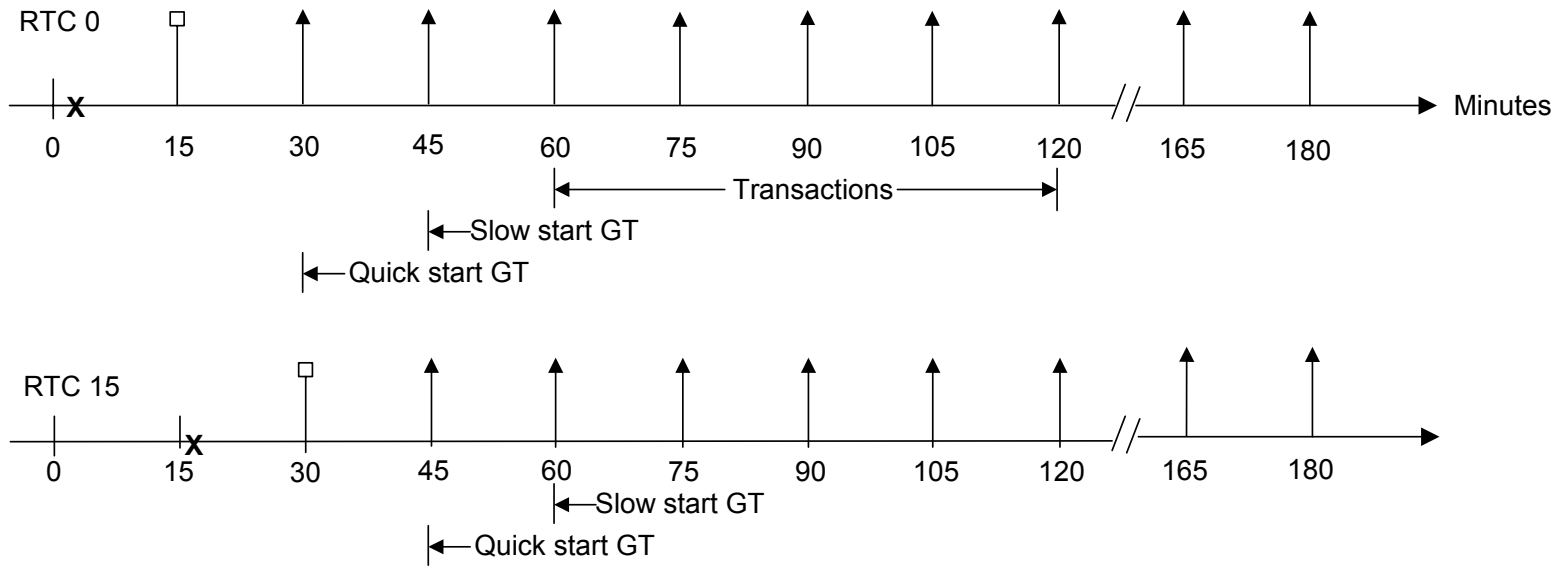 RTC 0
X
Minutes
0 15 30 45 60 75 90 105 120 165 180
Transactions
Slow start GT
Quick start GT
RTC 15
X
0 15 30 45 60 75 90 105 120 165 180
Slow start GT
Quick start GT